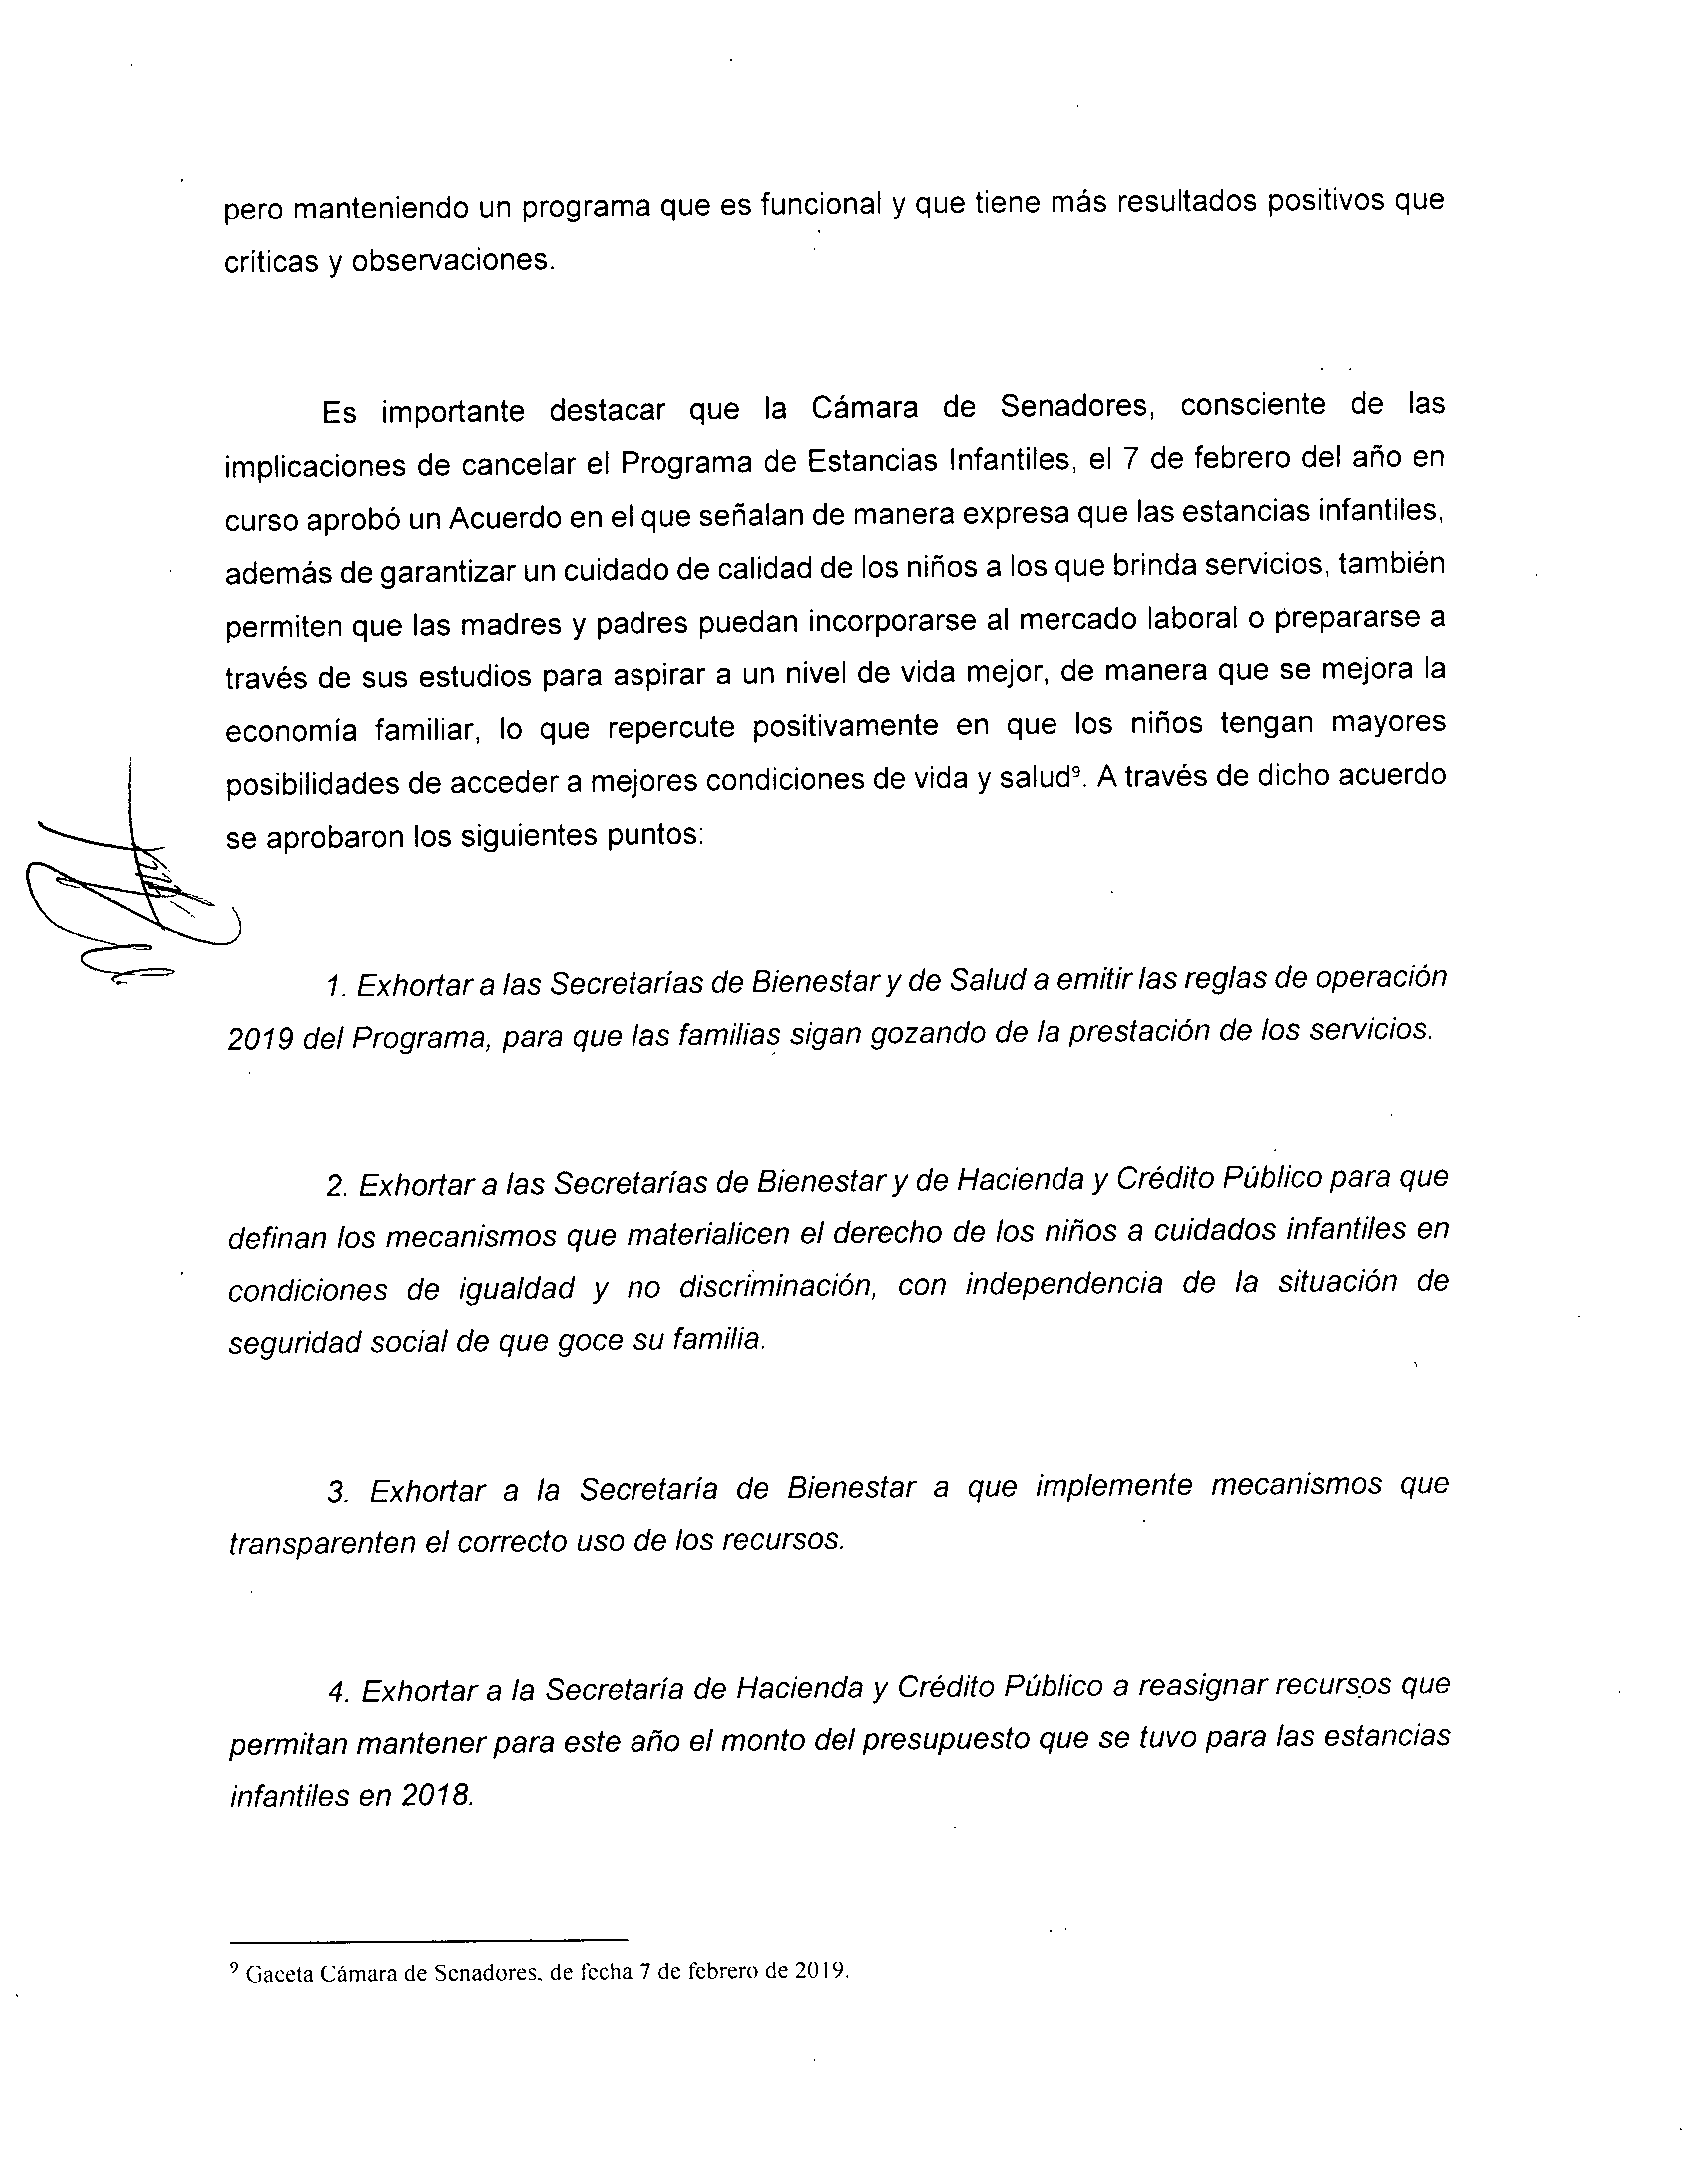 pero manteniendo un programa que es funcional y que tiene más resultados positivos que
críticas y observaciones.
Es importante destacar que la Cámara de Senadores, consciente de las
implicaciones de cancelar el Programa de Estancias Infantiles, el 7 de febrero del año en
curso aprobó un Acuerdo en el que señalan de manera expresa que las estancias infantiles,
además de garantizar un cuidado de calidad de los niños a los que brinda servicios, también
permiten que las madres y padres puedan incorporarse al mercado laboral o prepararse a
través de sus estudios para aspirar a un nivel de vida mejor, de manera que se mejora la
economía familiar, lo que repercute positivamente en que los niños tengan mayores
posibilidades de acceder a mejores condiciones de vida y salud⁹. A través de dicho acuerdo
se aprobaron los siguientes puntos:
1. Exhortar a las Secretarías de Bienestar y de Salud a emitir las reglas de operación
2019 del Programa, para que las familias sigan gozando de la prestación de los servicios.
2. Exhortar a las Secretarías de Bienestar y de Hacienda y Crédito Público para que
definan los mecanismos que materialicen el derecho de los niños a cuidados infantiles en
condiciones de igualdad y no discriminación, con independencia de la situación de
seguridad social de que goce su familia.
3. Exhortar a la Secretaría de Bienestar a que implemente mecanismos que
transparenten el correcto uso de los recursos.
4. Exhortar a la Secretaría de Hacienda y Crédito Público a reasignar recursos que
permitan mantener para este año el monto del presupuesto que se tuvo para las estancias
infantiles en 2018.
⁹ Gaceta Cámara de Senadores, de fecha 7 de febrero de 2019.